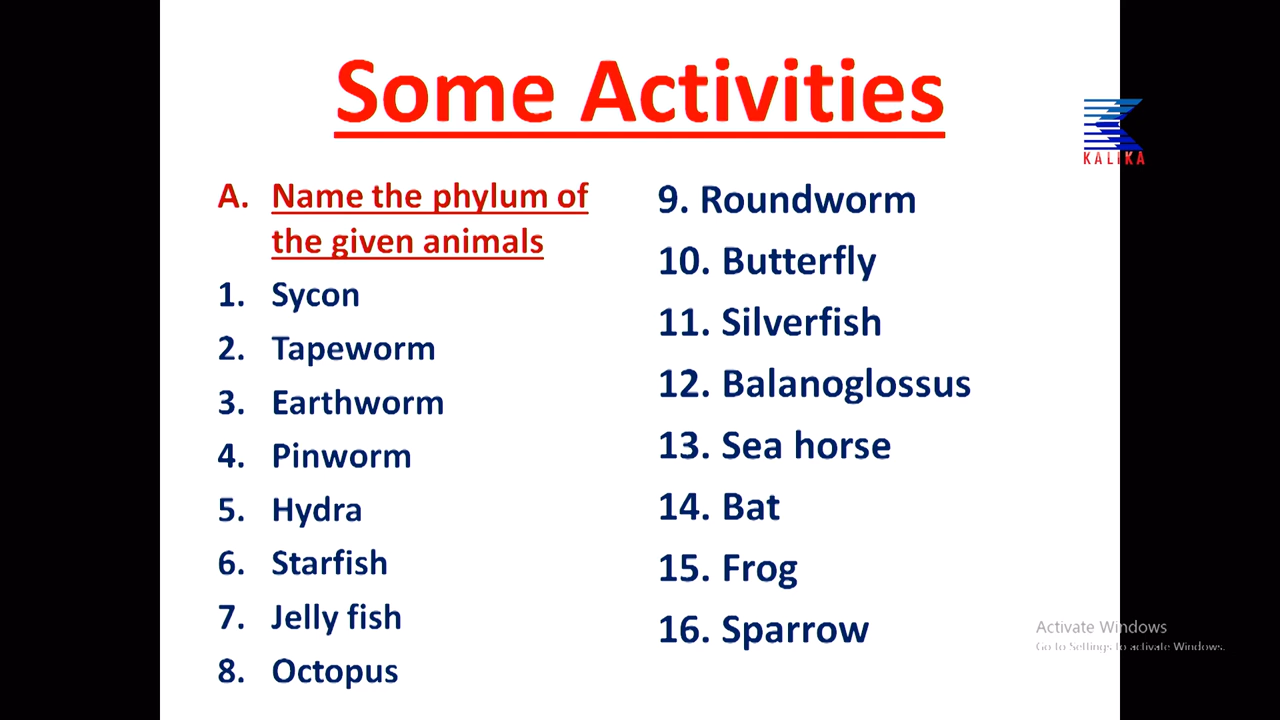 Some Activities
KALIKA
A. Name the phylum of
the given animals
1. Sycon
2. Tapeworm
3. Earthworm
4. Pinworm
5. Hydra
6. Starfish
7. Jelly fish
8. Octopus
9. Roundworm
10. Butterfly
11. Silverfish
12. Balanoglossus
13. Sea horse
14. Bat
15. Frog
16. Sparrow
Activate Windows
Go to Settings to activate Windows.